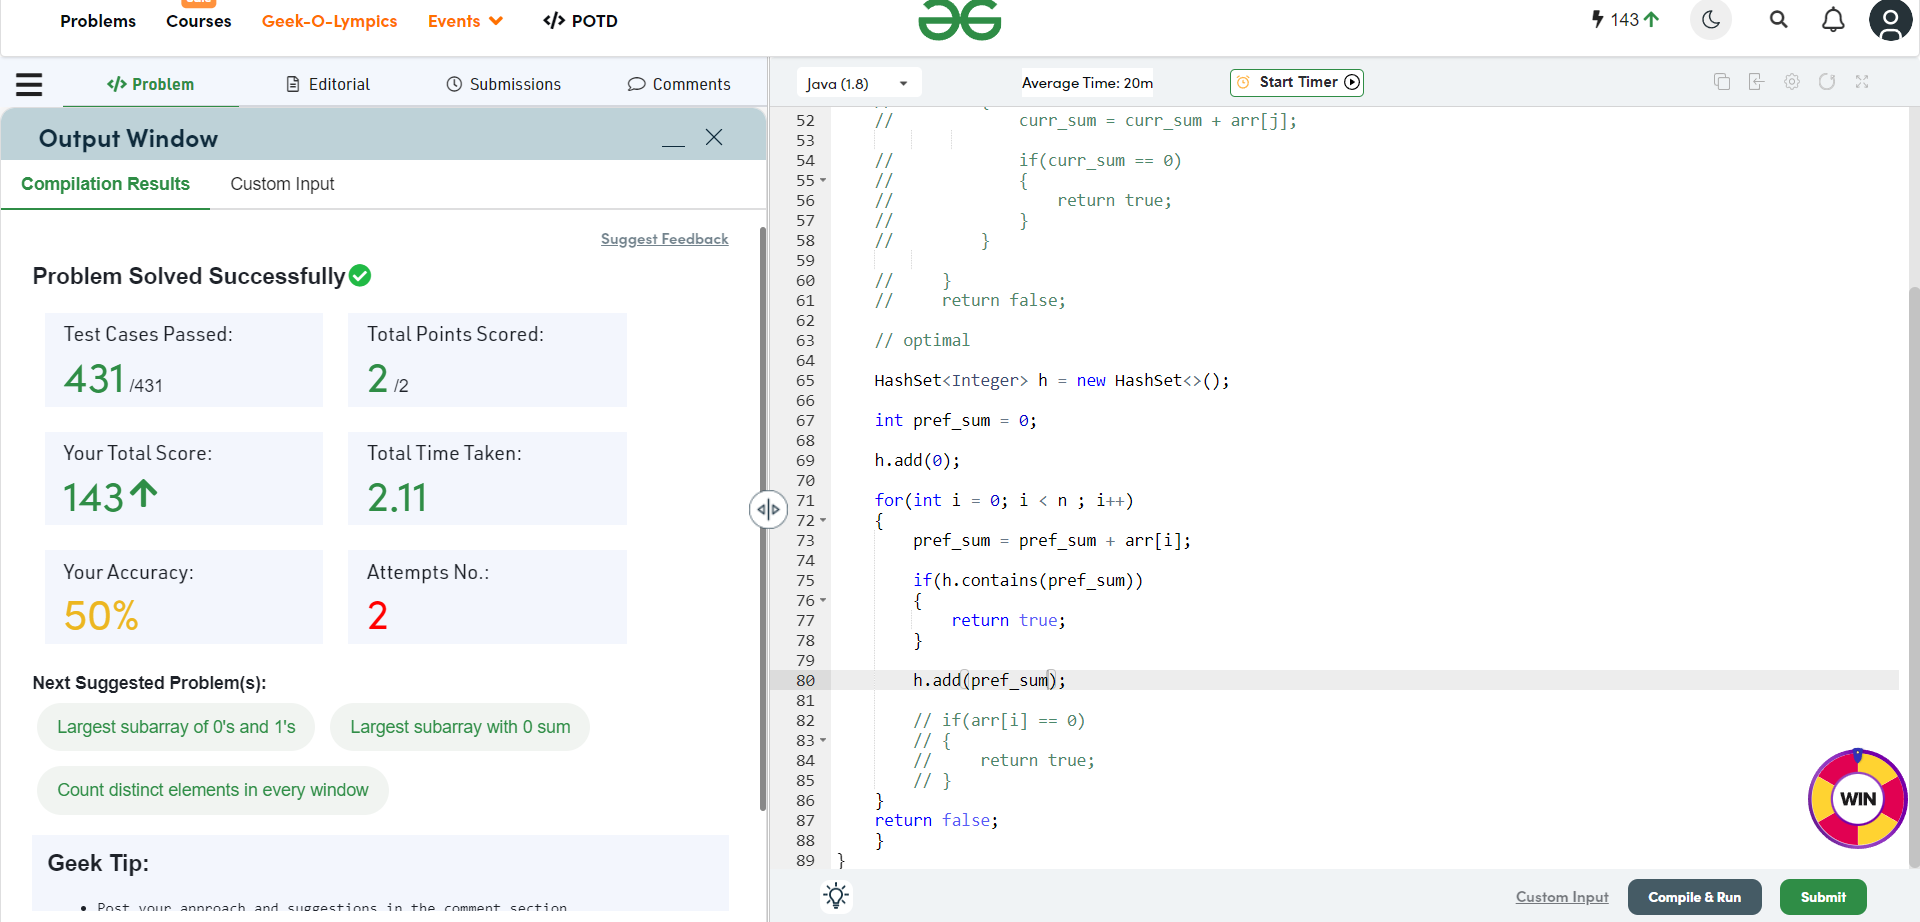 Sale
Problems Courses Geek-O-Lympics Events </> POTD 143
</> Problem Editorial Submissions Comments
Java (1.8) Average Time: 20m Start Timer
Output Window
Compilation Results Custom Input
Suggest Feedback
Problem Solved Successfully
Test Cases Passed: Total Points Scored:
431 /431 2 /2
Your Total Score: Total Time Taken:
143 2.11
Your Accuracy: Attempts No.:
50% 2
Next Suggested Problem(s):
Largest subarray of 0's and 1's Largest subarray with 0 sum
Count distinct elements in every window
Geek Tip:
• Post your approach and suggestions in the comment section
52 // curr_sum = curr_sum + arr[j];
53
54 // if(curr_sum == 0)
55 // {
56 // return true;
57 // }
58 // }
59
60 // }
61 // return false;
62
63 // optimal
64
65 HashSet<Integer> h = new HashSet<>();
66
67 int pref_sum = 0;
68
69 h.add(0);
70
71 for(int i = 0; i < n ; i++)
72 {
73 pref_sum = pref_sum + arr[i];
74
75 if(h.contains(pref_sum))
76 {
77 return true;
78 }
79
80 h.add(pref_sum);
81
82 // if(arr[i] == 0)
83 // {
84 // return true;
85 // }
86 }
87 return false;
88 }
89 }
WIN
Custom Input Compile & Run Submit